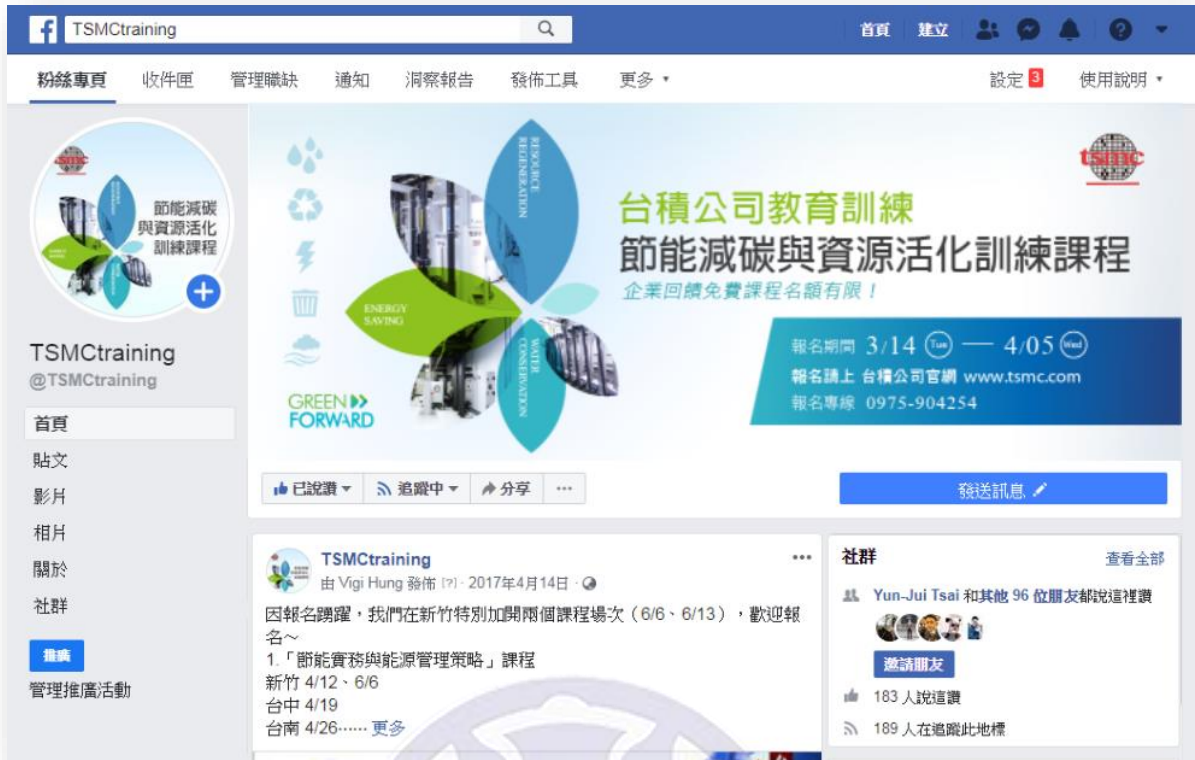 TSMCtraining
首頁 建立
粉絲專頁 收件匣 管理職缺 通知 洞察報告 發佈工具 更多
設定 3 使用說明
tsmc
節能減碳
與資源活化
訓練課程
TSMCtraining
@TSMCtraining
首頁
貼文
影片
相片
關於
社群
推廣
管理推廣活動
RESOURCE
REGENERATION
ENERGY
SAVING
WATER
CONSERVATION
GREEN
FORWARD
tsmc
台積公司教育訓練
節能減碳與資源活化訓練課程
企業回饋免費課程名額有限！
報名期間 3/14 Tue — 4/05 Wed
報名請上 台積公司官網 www.tsmc.com
報名專線 0975-904254
已說讚 追蹤中 分享 ...
發送訊息
TSMCtraining
由 Vigi Hung 發佈 [?] · 2017年4月14日 ·
因報名踴躍，我們在新竹特別加開兩個課程場次（6/6、6/13），歡迎報
名～
1.「節能實務與能源管理策略」課程
新竹 4/12、6/6
台中 4/19
台南 4/26⋯⋯ 更多
社群 查看全部
Yun-Jui Tsai 和其他 96 位朋友都說這裡讚
邀請朋友
183 人說這讚
189 人在追蹤此地標